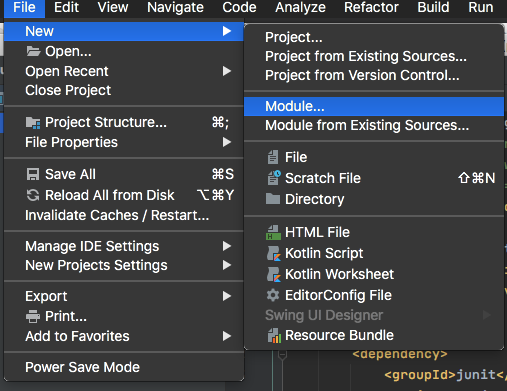 File Edit View Navigate Code Analyze Refactor Build Run
New
Open...
Open Recent
Close Project
Project Structure... ⌘;
File Properties
Save All ⌘S
Reload All from Disk ⌥⌘Y
Invalidate Caches / Restart...
Manage IDE Settings
New Projects Settings
Export
Print...
Add to Favorites
Power Save Mode
Project...
Project from Existing Sources...
Project from Version Control...
Module...
Module from Existing Sources...
File
Scratch File ⇧⌘N
Directory
HTML File
Kotlin Script
Kotlin Worksheet
EditorConfig File
Swing UI Designer
Resource Bundle
<dependency>
<groupId>junit</